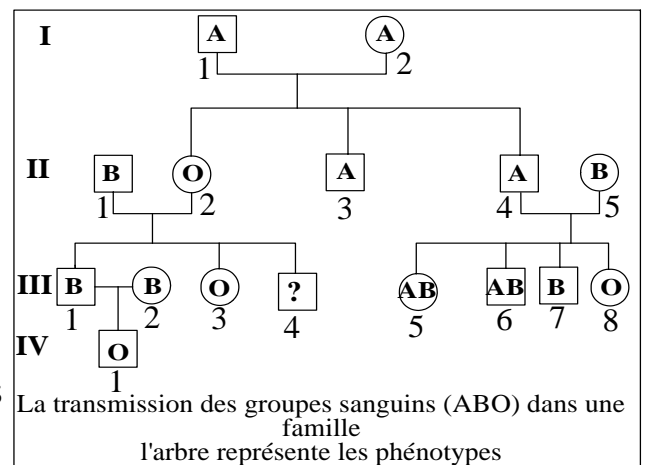 I
A A
1 2
II
B O A A B
1 2 3 4 5
III
B B O ? AB AB B O
1 2 3 4 5 6 7 8
IV
O
1
La transmission des groupes sanguins (ABO) dans une
famille
l'arbre représente les phénotypes